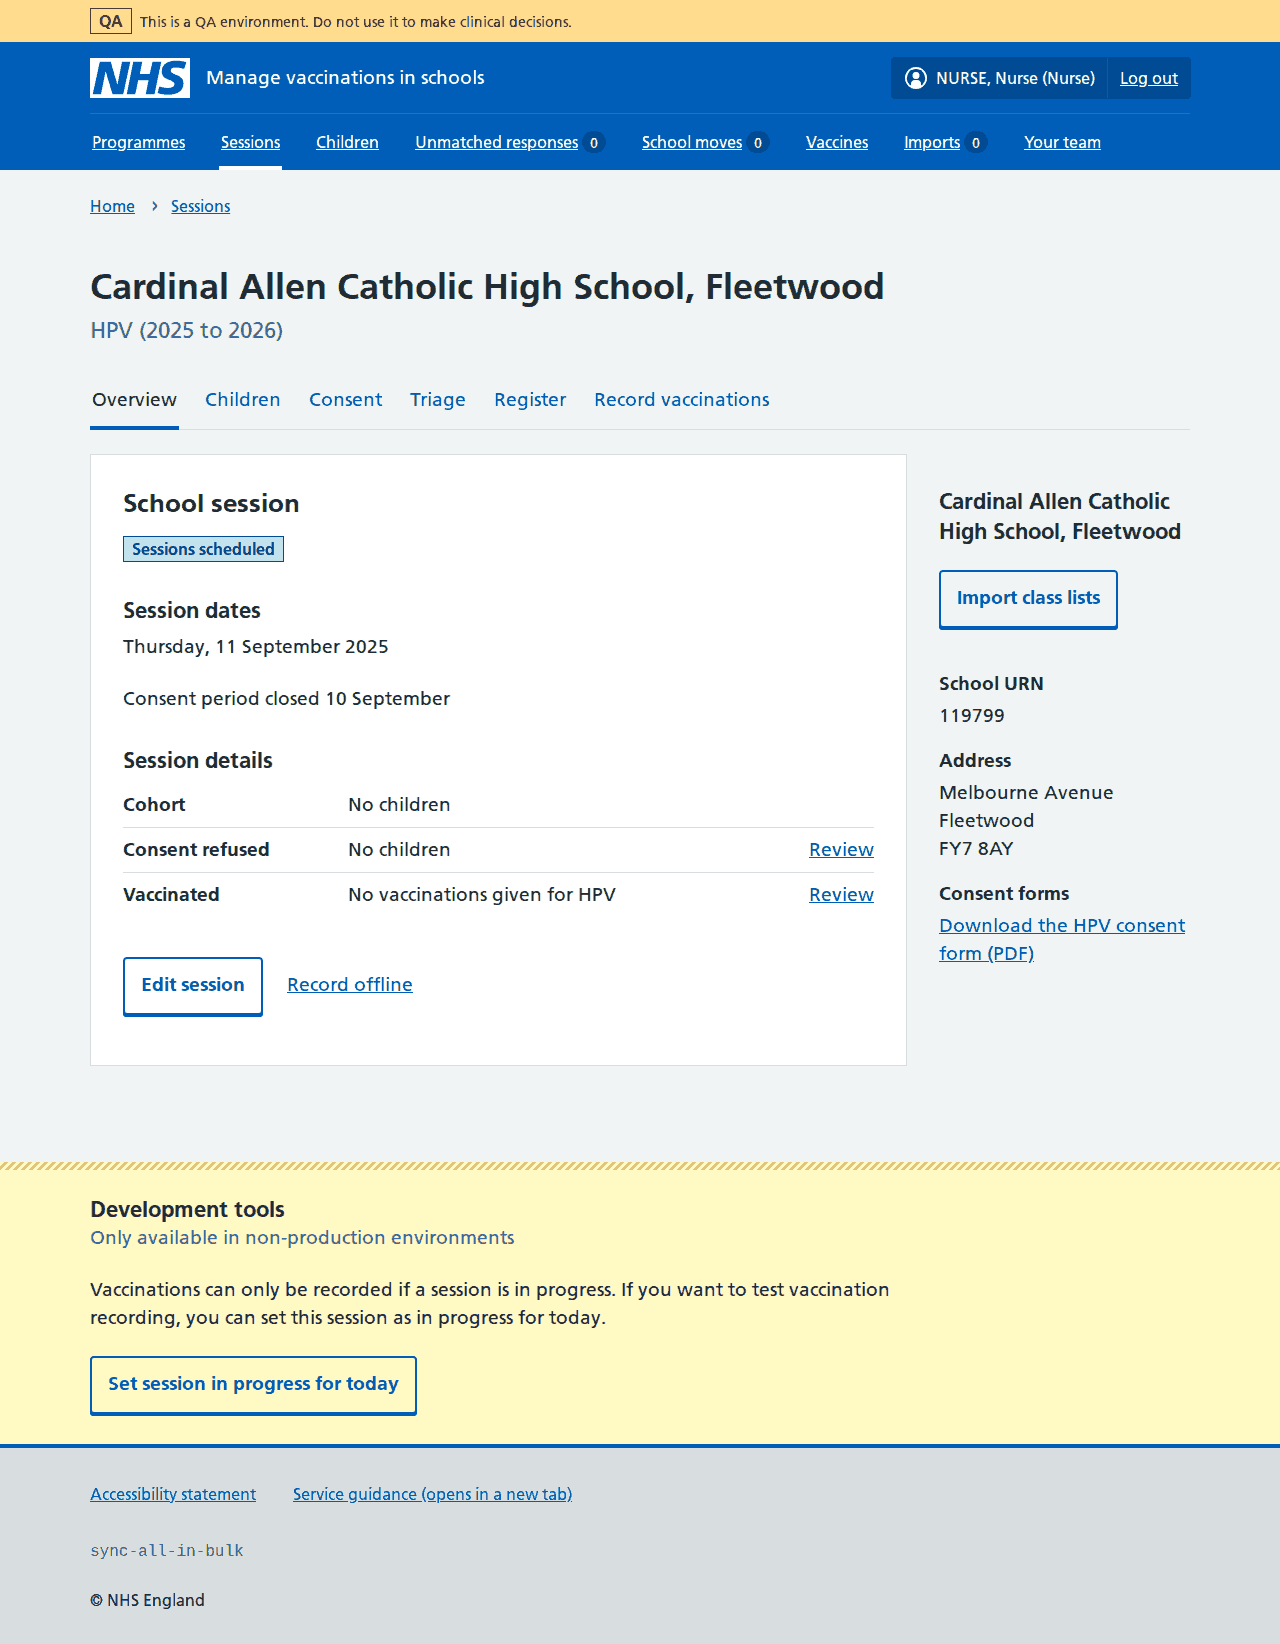 QA This is a QA environment. Do not use it to make clinical decisions.
NHS Manage vaccinations in schools NURSE, Nurse (Nurse) Log out
Programmes Sessions Children Unmatched responses 0 School moves 0 Vaccines Imports 0 Your team
Home Sessions
Cardinal Allen Catholic High School, Fleetwood
HPV (2025 to 2026)
Overview Children Consent Triage Register Record vaccinations
School session
Sessions scheduled
Session dates
Thursday, 11 September 2025
Consent period closed 10 September
Session details
Cohort No children
Consent refused No children Review
Vaccinated No vaccinations given for HPV Review
Edit session Record offline
Cardinal Allen Catholic
High School, Fleetwood
Import class lists
School URN
119799
Address
Melbourne Avenue
Fleetwood
FY7 8AY
Consent forms
Download the HPV consent
form (PDF)
Development tools
Only available in non-production environments
Vaccinations can only be recorded if a session is in progress. If you want to test vaccination
recording, you can set this session as in progress for today.
Set session in progress for today
Accessibility statement Service guidance (opens in a new tab)
sync-all-in-bulk
© NHS England